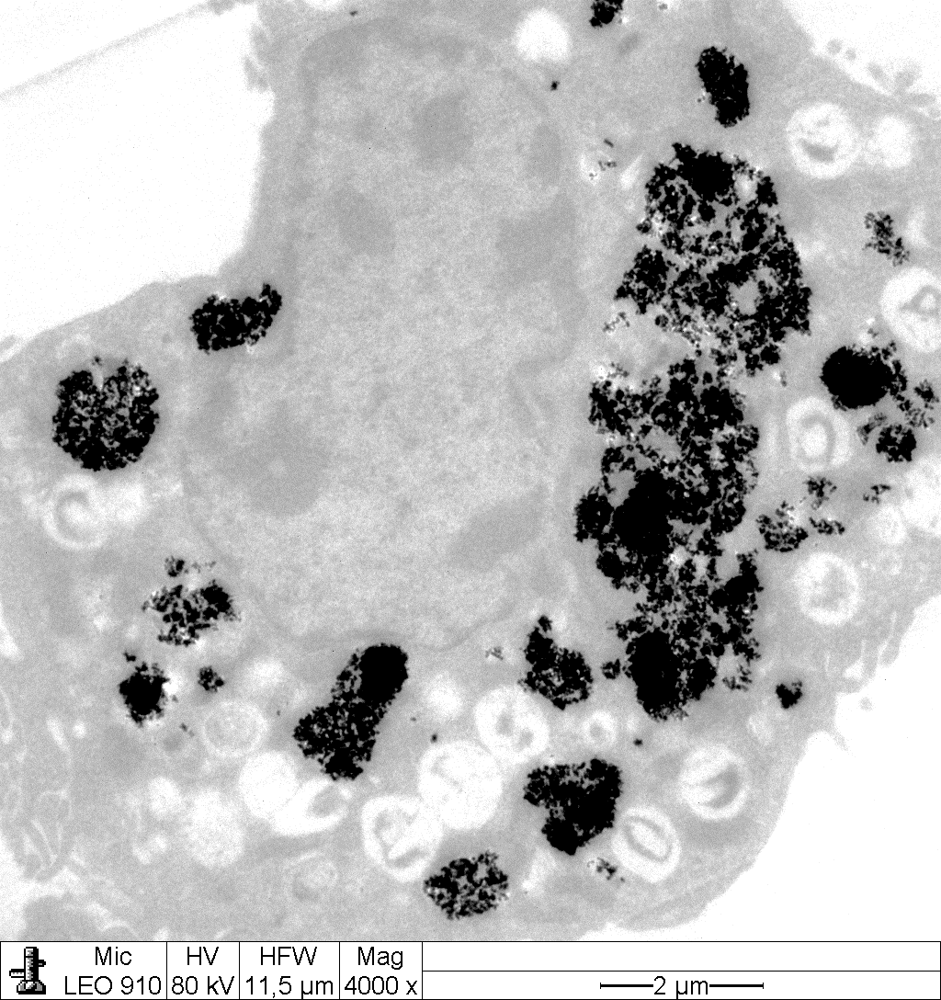 Mic HV HFW Mag
LEO 910 80 kV 11,5 µm 4000 x
2 µm